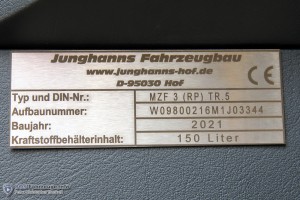 Junghanns Fahrzeugbau
www.junghanns-hof.de
D-95030 Hof
CE
Typ und DIN-Nr.: MZF 3 (RP) TR.5
Aufbaunummer: W09800216M1J03344
Baujahr: 2021
Kraftstoffbehälterinhalt: 150 Liter